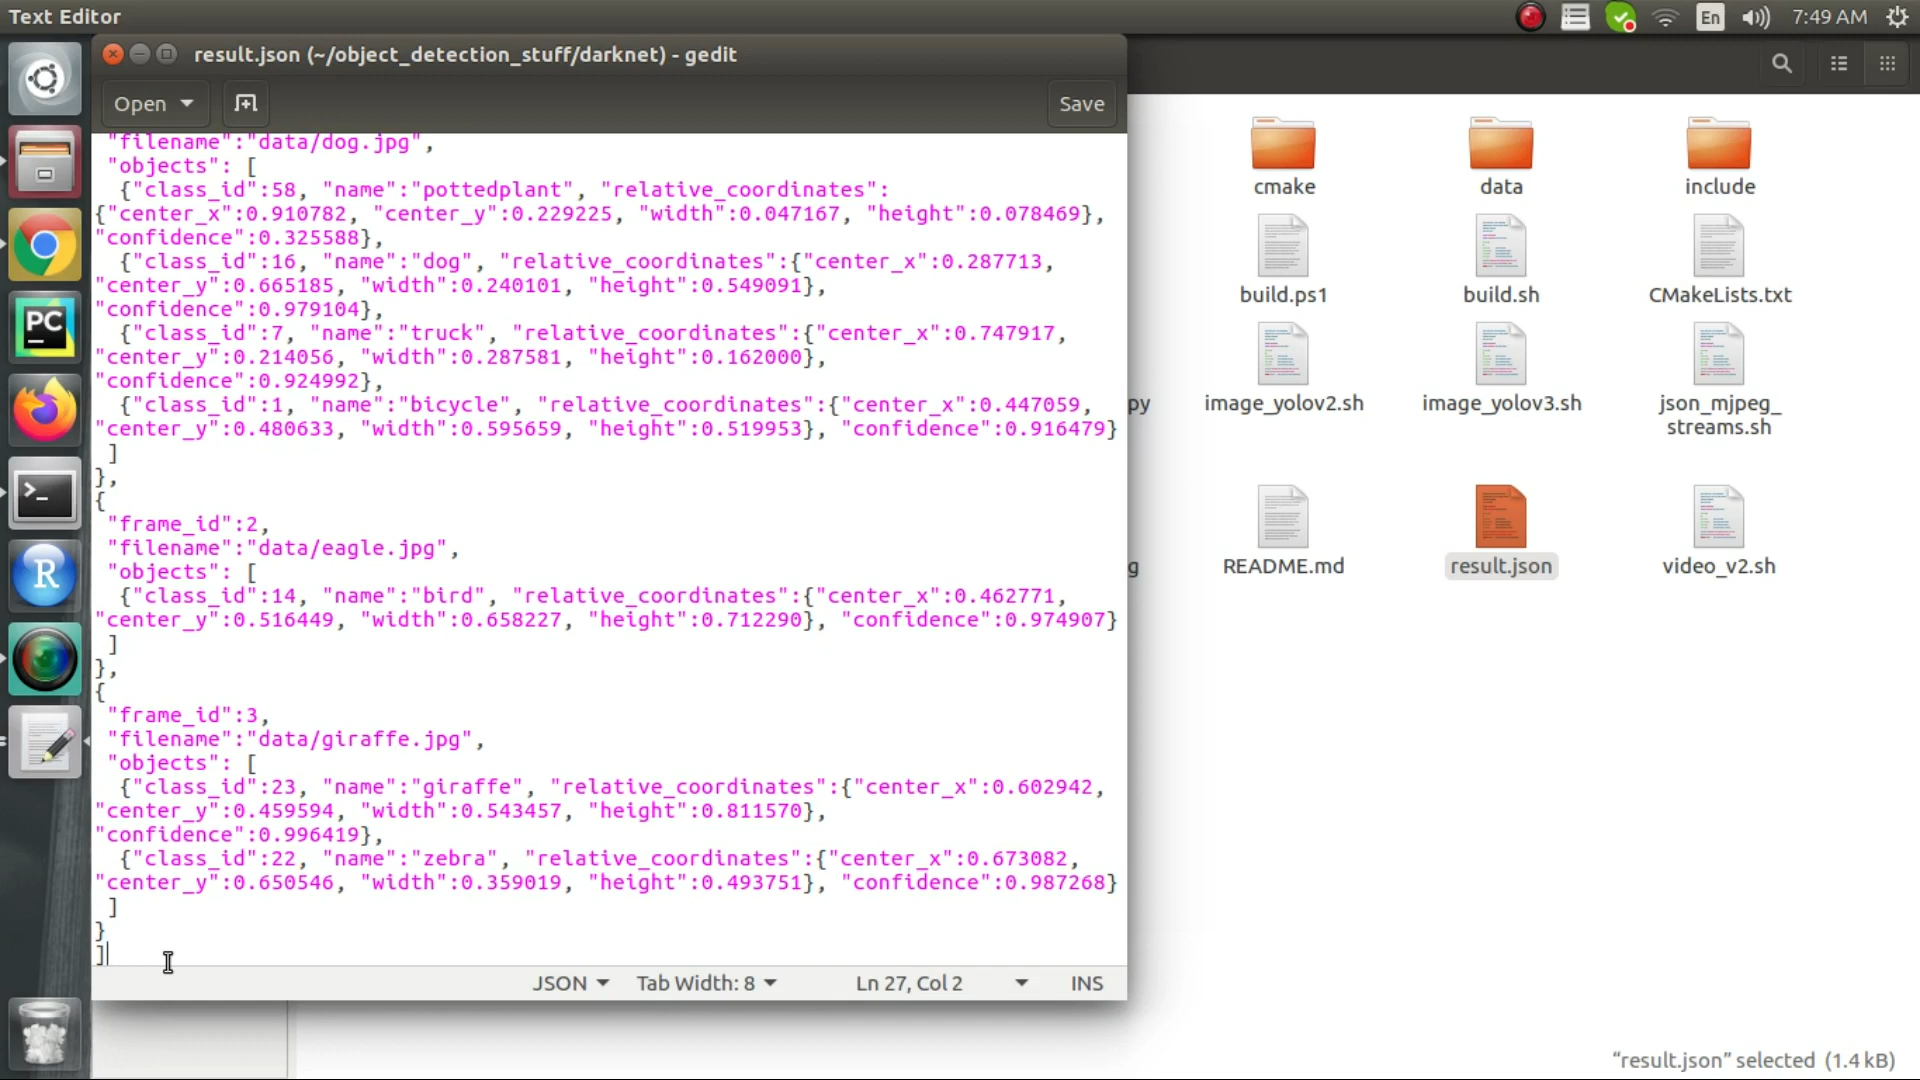 Text Editor
En
7:49 AM
result.json (~/object_detection_stuff/darknet) - gedit
Open
Save
"filename":"data/dog.jpg",
"objects": [
{"class_id":58, "name":"pottedplant", "relative_coordinates":
{"center_x":0.910782, "center_y":0.229225, "width":0.047167, "height":0.078469},
"confidence":0.325588},
{"class_id":16, "name":"dog", "relative_coordinates":{"center_x":0.287713,
"center_y":0.665185, "width":0.240101, "height":0.549091},
"confidence":0.979104},
{"class_id":7, "name":"truck", "relative_coordinates":{"center_x":0.747917,
"center_y":0.214056, "width":0.287581, "height":0.162000},
"confidence":0.924992},
{"class_id":1, "name":"bicycle", "relative_coordinates":{"center_x":0.447059,
"center_y":0.480633, "width":0.595659, "height":0.519953}, "confidence":0.916479}
]
},
{
"frame_id":2,
"filename":"data/eagle.jpg",
"objects": [
{"class_id":14, "name":"bird", "relative_coordinates":{"center_x":0.462771,
"center_y":0.516449, "width":0.658227, "height":0.712290}, "confidence":0.974907}
]
},
{
"frame_id":3,
"filename":"data/giraffe.jpg",
"objects": [
{"class_id":23, "name":"giraffe", "relative_coordinates":{"center_x":0.602942,
"center_y":0.459594, "width":0.543457, "height":0.811570},
"confidence":0.996419},
{"class_id":22, "name":"zebra", "relative_coordinates":{"center_x":0.673082,
"center_y":0.650546, "width":0.359019, "height":0.493751}, "confidence":0.987268}
]
}
]
JSON Tab Width: 8 Ln 27, Col 2 INS
PC
R
cmake data include
build.ps1 build.sh CMakeLists.txt
py image_yolov2.sh image_yolov3.sh json_mjpeg_
streams.sh
g README.md result.json video_v2.sh
“result.json” selected (1.4 kB)